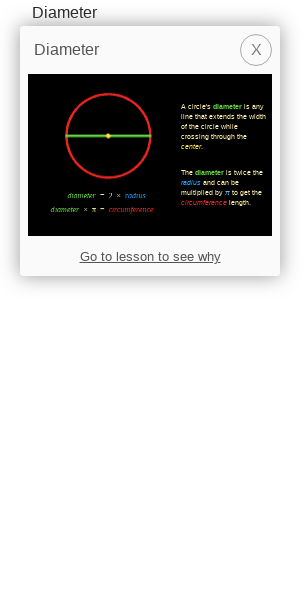 Diameter
Diameter
X
A circle's diameter is any
line that extends the width
of the circle while
crossing through the
center.
The diameter is twice the
radius and can be
multiplied by π to get the
circumference length.
diameter = 2 × radius
diameter × π = circumference
Go to lesson to see why